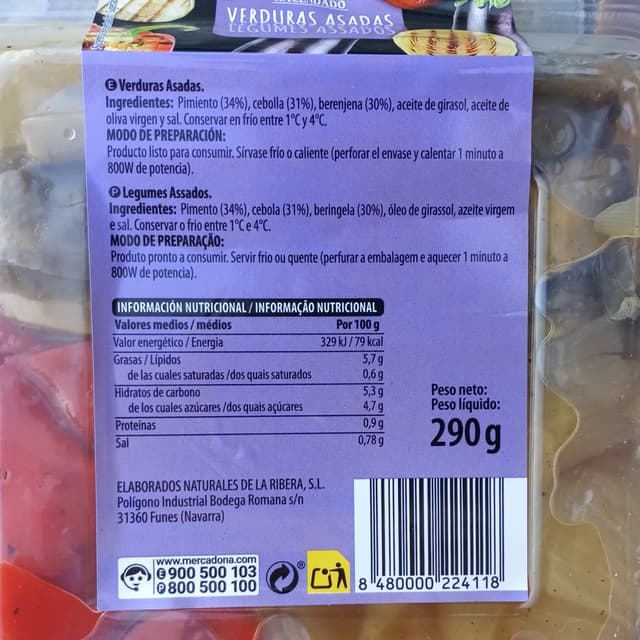 HACENDADO
VERDURAS ASADAS
LEGUMES ASSADOS
E Verduras Asadas.
Ingredientes: Pimiento (34%), cebolla (31%), berenjena (30%), aceite de girasol, aceite de
oliva virgen y sal. Conservar en frío entre 1°C y 4°C.
MODO DE PREPARACIÓN:
Producto listo para consumir. Sírvase frío o caliente (perforar el envase y calentar 1 minuto a
800W de potencia).
P Legumes Assados.
Ingredientes: Pimento (34%), cebola (31%), beringela (30%), óleo de girassol, azeite virgem
e sal. Conservar o frio entre 1°C e 4°C.
MODO DE PREPARAÇÃO:
Produto pronto a consumir. Servir frio ou quente (perfurar a embalagem e aquecer 1 minuto a
800W de potencia).
INFORMACIÓN NUTRICIONAL / INFORMAÇÃO NUTRICIONAL
Valores medios / médios Por 100 g
Valor energético / Energia 329 kJ / 79 kcal
Grasas / Lípidos 5,7 g
de las cuales saturadas /dos quais saturados 0,6 g
Hidratos de carbono 5,3 g
de los cuales azúcares /dos quais açúcares 4,7 g
Proteínas 0,9 g
Sal 0,78 g
Peso neto:
Peso líquido:
290 g
ELABORADOS NATURALES DE LA RIBERA, S.L.
Polígono Industrial Bodega Romana s/n
31360 Funes (Navarra)
www.mercadona.com
E 900 500 103
P 800 500 100
®
8 480000 224118